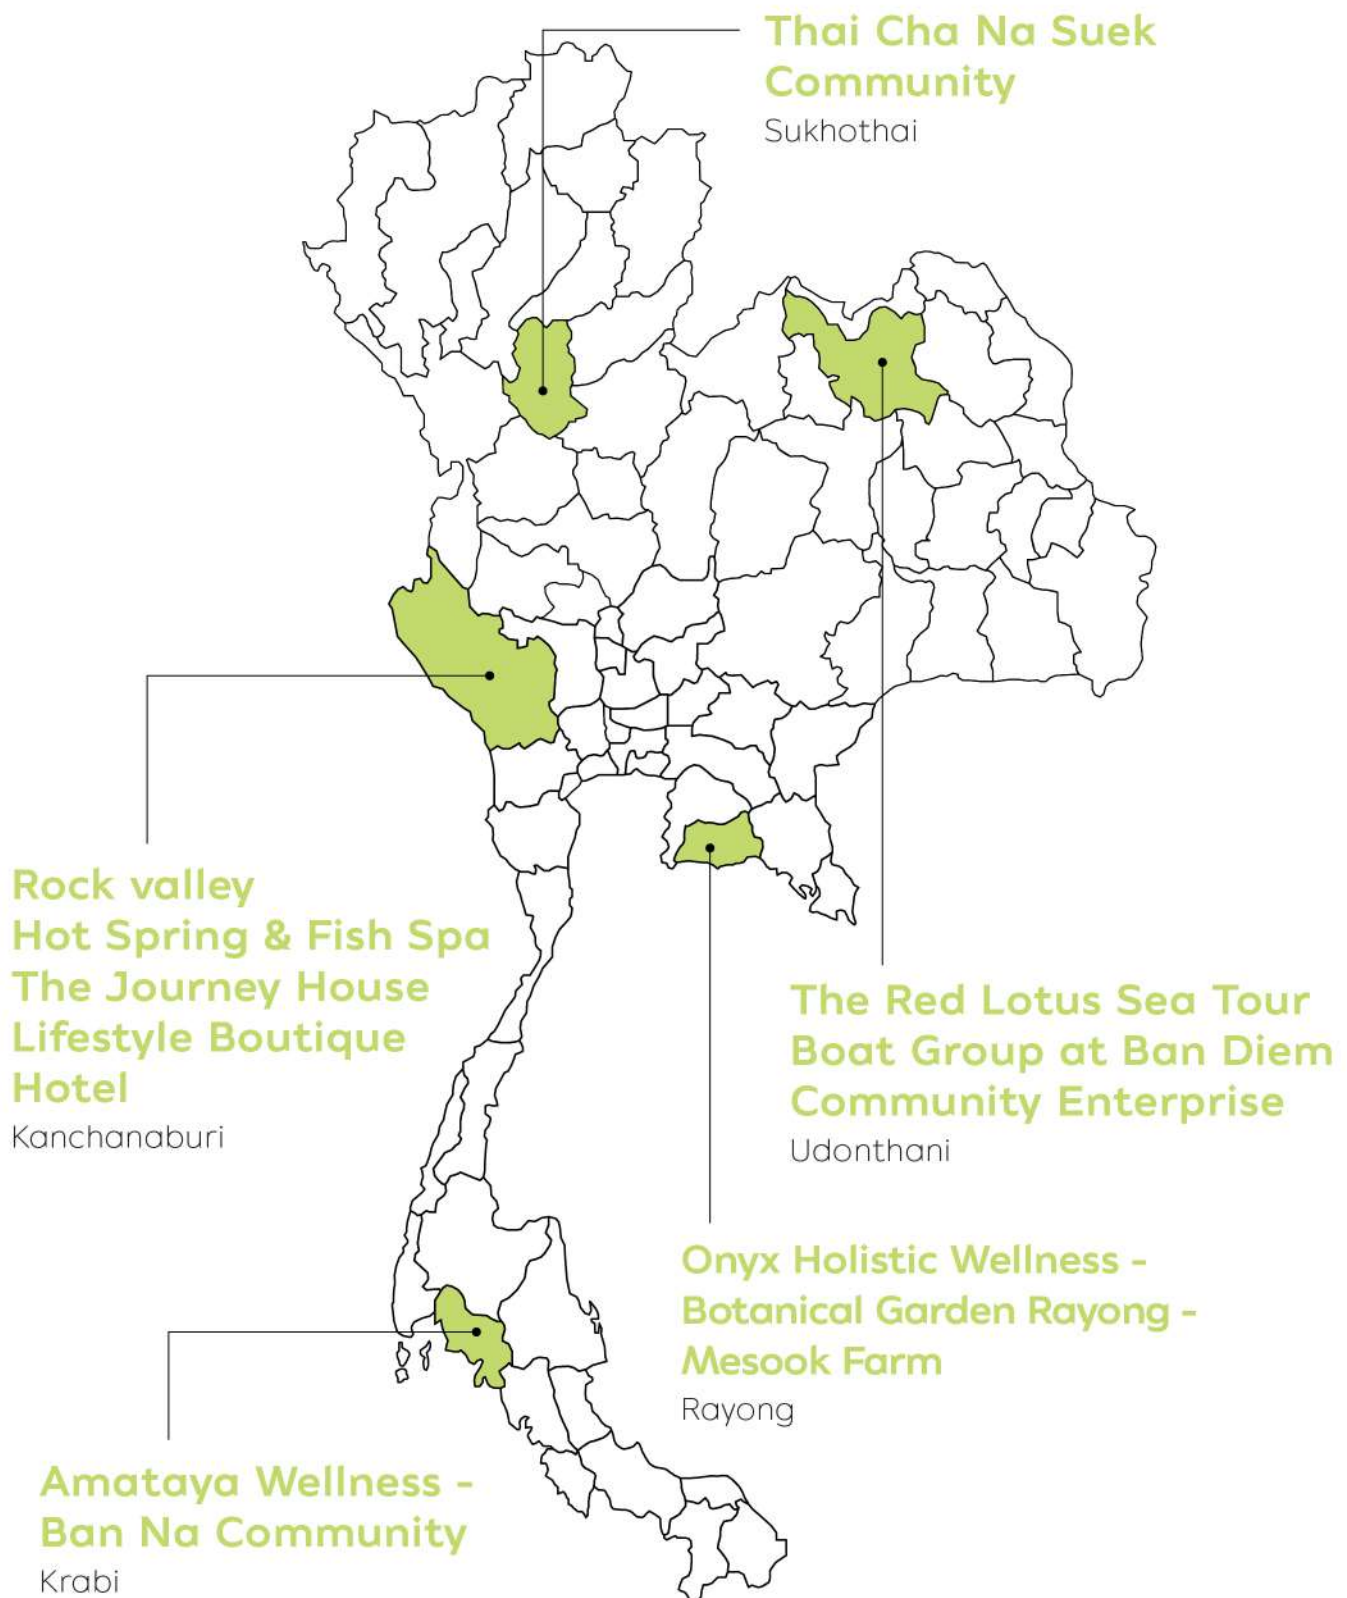 Thai Cha Na Suek
Community
Sukhothai
Rock valley
Hot Spring & Fish Spa
The Journey House
Lifestyle Boutique
Hotel
Kanchanaburi
The Red Lotus Sea Tour
Boat Group at Ban Diem
Community Enterprise
Udonthani
Onyx Holistic Wellness -
Botanical Garden Rayong -
Mesook Farm
Rayong
Amataya Wellness -
Ban Na Community
Krabi